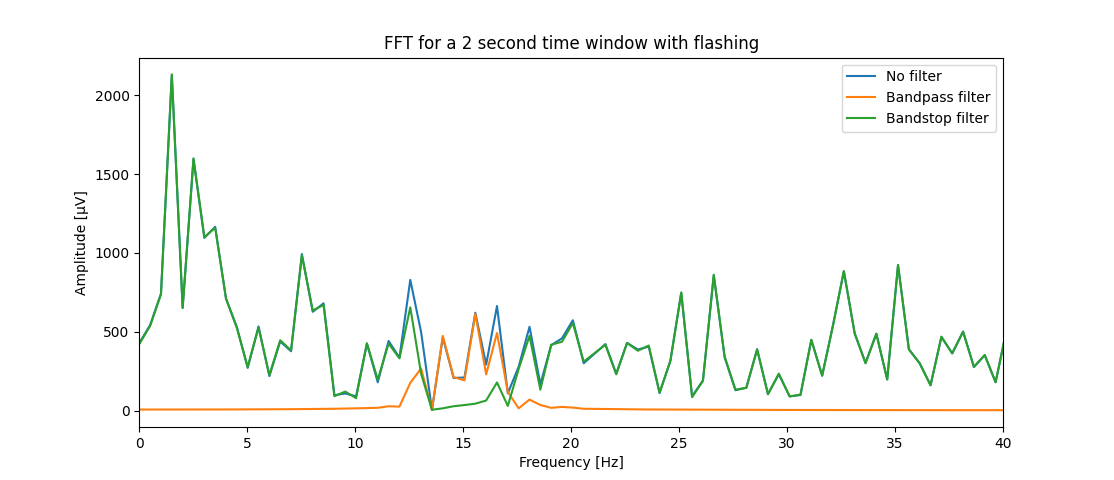 FFT for a 2 second time window with flashing
No filter
Bandpass filter
Bandstop filter
Amplitude [µV]
2000
1500
1000
500
0
0 5 10 15 20 25 30 35 40
Frequency [Hz]